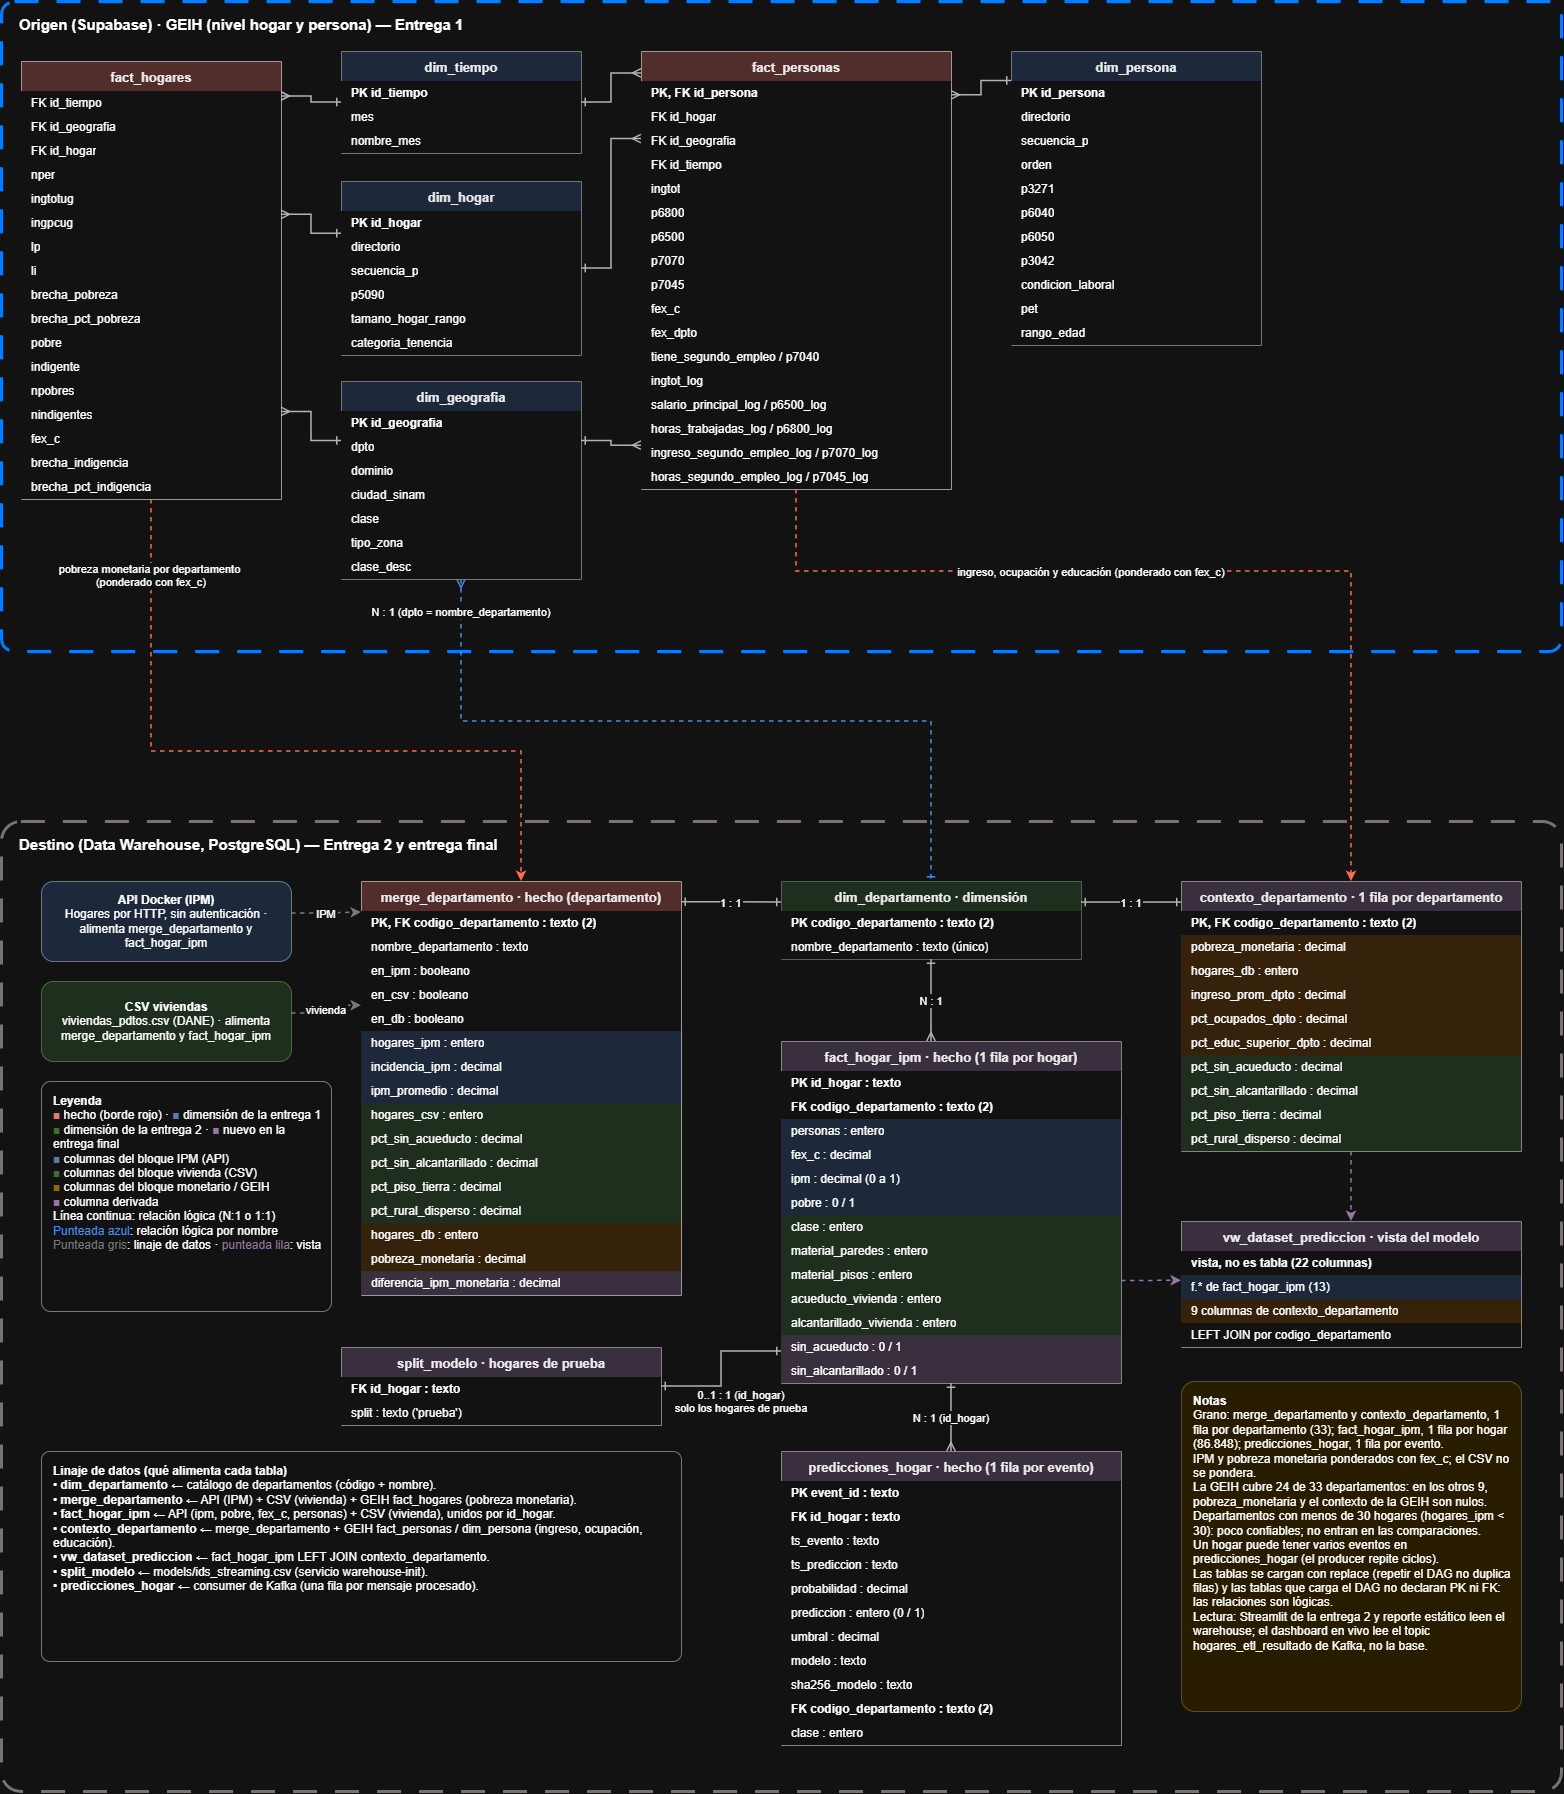 Origen (Supabase) · GEIH (nivel hogar y persona) — Entrega 1
fact_hogares
FK id_tiempo
FK id_geografia
FK id_hogar
nper
ingtotug
ingpcug
lp
li
brecha_pobreza
brecha_pct_pobreza
pobre
indigente
npobres
nindigentes
fex_c
brecha_indigencia
brecha_pct_indigencia
dim_tiempo
PK id_tiempo
mes
nombre_mes
dim_hogar
PK id_hogar
directorio
secuencia_p
p5090
tamano_hogar_rango
categoria_tenencia
dim_geografia
PK id_geografia
dpto
dominio
ciudad_sinam
clase
tipo_zona
clase_desc
fact_personas
PK, FK id_persona
FK id_hogar
FK id_geografia
FK id_tiempo
ingtot
p6800
p6500
p7070
p7045
fex_c
fex_dpto
tiene_segundo_empleo / p7040
ingtot_log
salario_principal_log / p6500_log
horas_trabajadas_log / p6800_log
ingreso_segundo_empleo_log / p7070_log
horas_segundo_empleo_log / p7045_log
dim_persona
PK id_persona
directorio
secuencia_p
orden
p3271
p6040
p6050
p3042
condicion_laboral
pet
rango_edad
pobreza monetaria por departamento
(ponderado con fex_c)
N : 1 (dpto = nombre_departamento)
ingreso, ocupación y educación (ponderado con fex_c)
Destino (Data Warehouse, PostgreSQL) — Entrega 2 y entrega final
API Docker (IPM)
Hogares por HTTP, sin autenticación ·
alimenta merge_departamento y
fact_hogar_ipm
IPM
CSV viviendas
viviendas_pdtos.csv (DANE) · alimenta
merge_departamento y fact_hogar_ipm
vivienda
Leyenda
■ hecho (borde rojo) · ■ dimensión de la entrega 1
■ dimensión de la entrega 2 · ■ nuevo en la
entrega final
■ columnas del bloque IPM (API)
■ columnas del bloque vivienda (CSV)
■ columnas del bloque monetario / GEIH
■ columna derivada
Línea continua: relación lógica (N:1 o 1:1)
Punteada azul: relación lógica por nombre
Punteada gris: linaje de datos · punteada lila: vista
merge_departamento · hecho (departamento)
PK, FK codigo_departamento : texto (2)
nombre_departamento : texto
en_ipm : booleano
en_csv : booleano
en_db : booleano
hogares_ipm : entero
incidencia_ipm : decimal
ipm_promedio : decimal
hogares_csv : entero
pct_sin_acueducto : decimal
pct_sin_alcantarillado : decimal
pct_piso_tierra : decimal
pct_rural_disperso : decimal
hogares_db : entero
pobreza_monetaria : decimal
diferencia_ipm_monetaria : decimal
1 : 1
dim_departamento · dimensión
PK codigo_departamento : texto (2)
nombre_departamento : texto (único)
1 : 1
N : 1
contexto_departamento · 1 fila por departamento
PK, FK codigo_departamento : texto (2)
pobreza_monetaria : decimal
hogares_db : entero
ingreso_prom_dpto : decimal
pct_ocupados_dpto : decimal
pct_educ_superior_dpto : decimal
pct_sin_acueducto : decimal
pct_sin_alcantarillado : decimal
pct_piso_tierra : decimal
pct_rural_disperso : decimal
fact_hogar_ipm · hecho (1 fila por hogar)
PK id_hogar : texto
FK codigo_departamento : texto (2)
personas : entero
fex_c : decimal
ipm : decimal (0 a 1)
pobre : 0 / 1
clase : entero
material_paredes : entero
material_pisos : entero
acueducto_vivienda : entero
alcantarillado_vivienda : entero
sin_acueducto : 0 / 1
sin_alcantarillado : 0 / 1
vw_dataset_prediccion · vista del modelo
vista, no es tabla (22 columnas)
f.* de fact_hogar_ipm (13)
9 columnas de contexto_departamento
LEFT JOIN por codigo_departamento
split_modelo · hogares de prueba
FK id_hogar : texto
split : texto ('prueba')
0..1 : 1 (id_hogar)
solo los hogares de prueba
N : 1 (id_hogar)
Linaje de datos (qué alimenta cada tabla)
• dim_departamento ← catálogo de departamentos (código + nombre).
• merge_departamento ← API (IPM) + CSV (vivienda) + GEIH fact_hogares (pobreza monetaria).
• fact_hogar_ipm ← API (ipm, pobre, fex_c, personas) + CSV (vivienda), unidos por id_hogar.
• contexto_departamento ← merge_departamento + GEIH fact_personas / dim_persona (ingreso, ocupación,
educación).
• vw_dataset_prediccion ← fact_hogar_ipm LEFT JOIN contexto_departamento.
• split_modelo ← models/ids_streaming.csv (servicio warehouse-init).
• predicciones_hogar ← consumer de Kafka (una fila por mensaje procesado).
predicciones_hogar · hecho (1 fila por evento)
PK event_id : texto
FK id_hogar : texto
ts_evento : texto
ts_prediccion : texto
probabilidad : decimal
prediccion : entero (0 / 1)
umbral : decimal
modelo : texto
sha256_modelo : texto
FK codigo_departamento : texto (2)
clase : entero
Notas
Grano: merge_departamento y contexto_departamento, 1
fila por departamento (33); fact_hogar_ipm, 1 fila por hogar
(86.848); predicciones_hogar, 1 fila por evento.
IPM y pobreza monetaria ponderados con fex_c; el CSV no
se pondera.
La GEIH cubre 24 de 33 departamentos: en los otros 9,
pobreza_monetaria y el contexto de la GEIH son nulos.
Departamentos con menos de 30 hogares (hogares_ipm <
30): poco confiables; no entran en las comparaciones.
Un hogar puede tener varios eventos en
predicciones_hogar (el producer repite ciclos).
Las tablas se cargan con replace (repetir el DAG no duplica
filas) y las tablas que carga el DAG no declaran PK ni FK:
las relaciones son lógicas.
Lectura: Streamlit de la entrega 2 y reporte estático leen el
warehouse; el dashboard en vivo lee el topic
hogares_etl_resultado de Kafka, no la base.